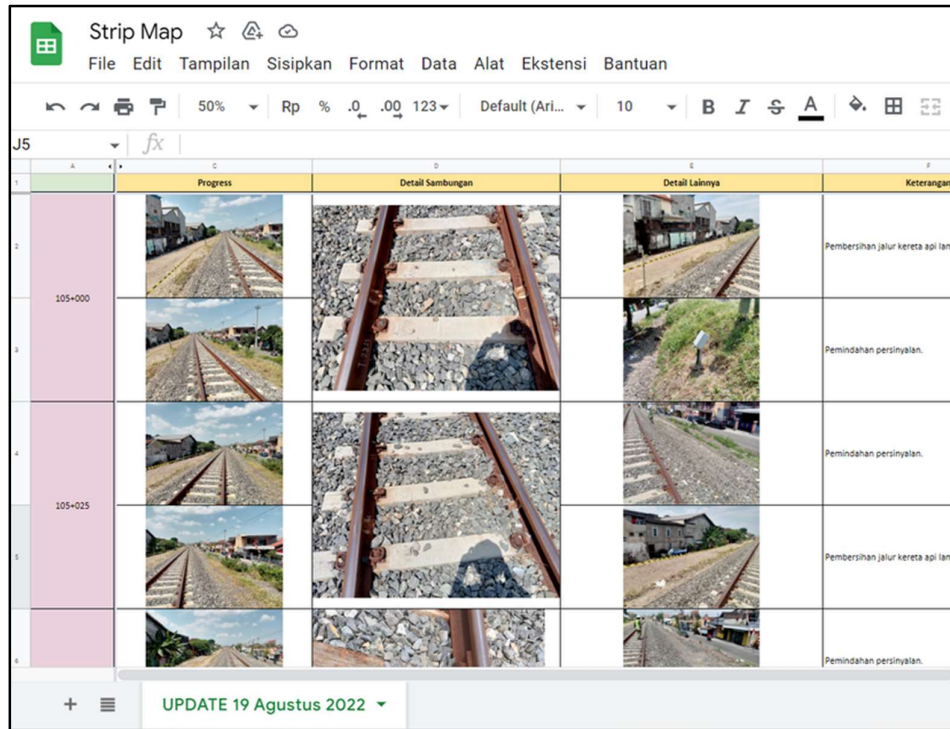 Strip Map
File Edit Tampilan Sisipkan Format Data Alat Ekstensi Bantuan
50% Rp % .0 .00 123 Default (Ari... 10 B I S A
J5 fx
A C D E F
1 Progress Detail Sambungan Detail Lainnya Keterangan
2 Pembersihan jalur kereta api lan
105+000
3 Pemindahan persinyalan.
4 Pemindahan persinyalan.
105+025
5 Pembersihan jalur kereta api lan
6 Pemindahan persinyalan.
+ UPDATE 19 Agustus 2022